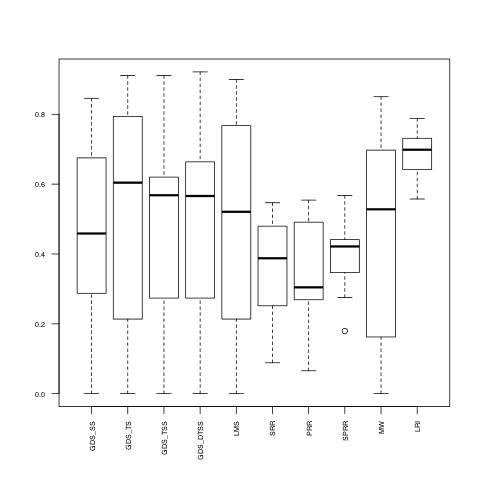 0.8
0.6
0.4
0.2
0.0
GDS_SS
GDS_TS
GDS_TSS
GDS_DTSS
LMS
SRR
PRR
SPRR
MW
LRI